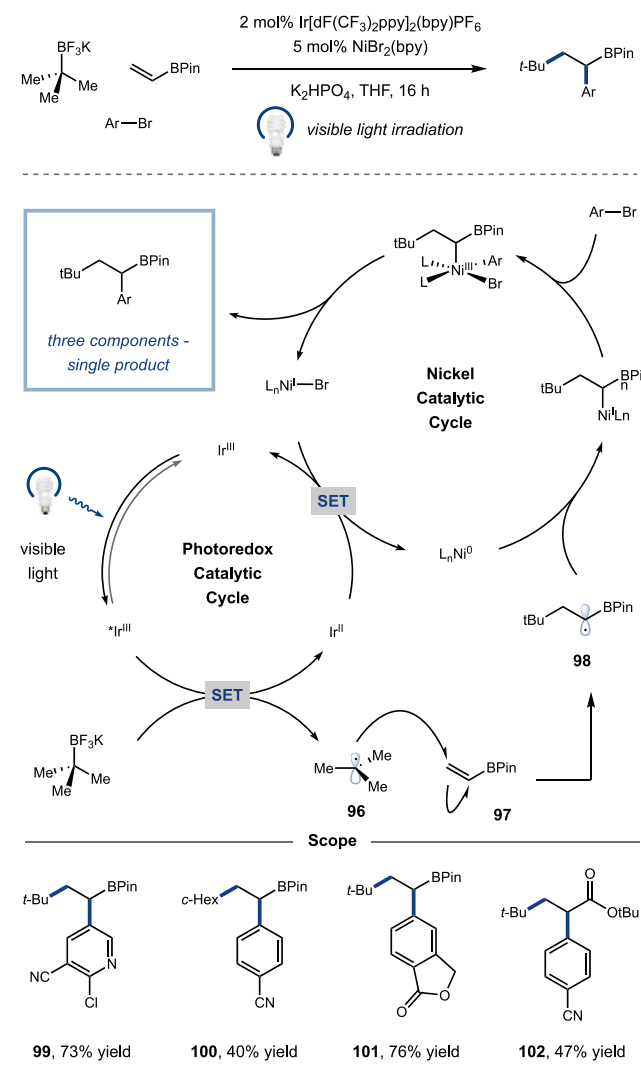 2 mol% Ir[dF(CF3)2ppy]2(bpy)PF6
5 mol% NiBr2(bpy)
K2HPO4, THF, 16 h
visible light irradiation
BF3K
Me
Me
Me
BPin
Ar—Br
t-Bu
BPin
Ar
tBu
BPin
Ar
three components -
single product
tBu
BPin
L
L
NiIII
Ar
Br
Ar—Br
LnNiI—Br
Nickel
Catalytic
Cycle
tBu
BPi
n
NiILn
IrIII
SET
LnNi0
visible
light
Photoredox
Catalytic
Cycle
*IrIII
IrII
tBu
BPin
98
SET
BF3K
Me
Me
Me
Me
Me
Me
96
BPin
97
Scope
t-Bu
BPin
NC
N
Cl
99, 73% yield
c-Hex
BPin
CN
100, 40% yield
t-Bu
BPin
O
O
101, 76% yield
t-Bu
O
OtBu
CN
102, 47% yield